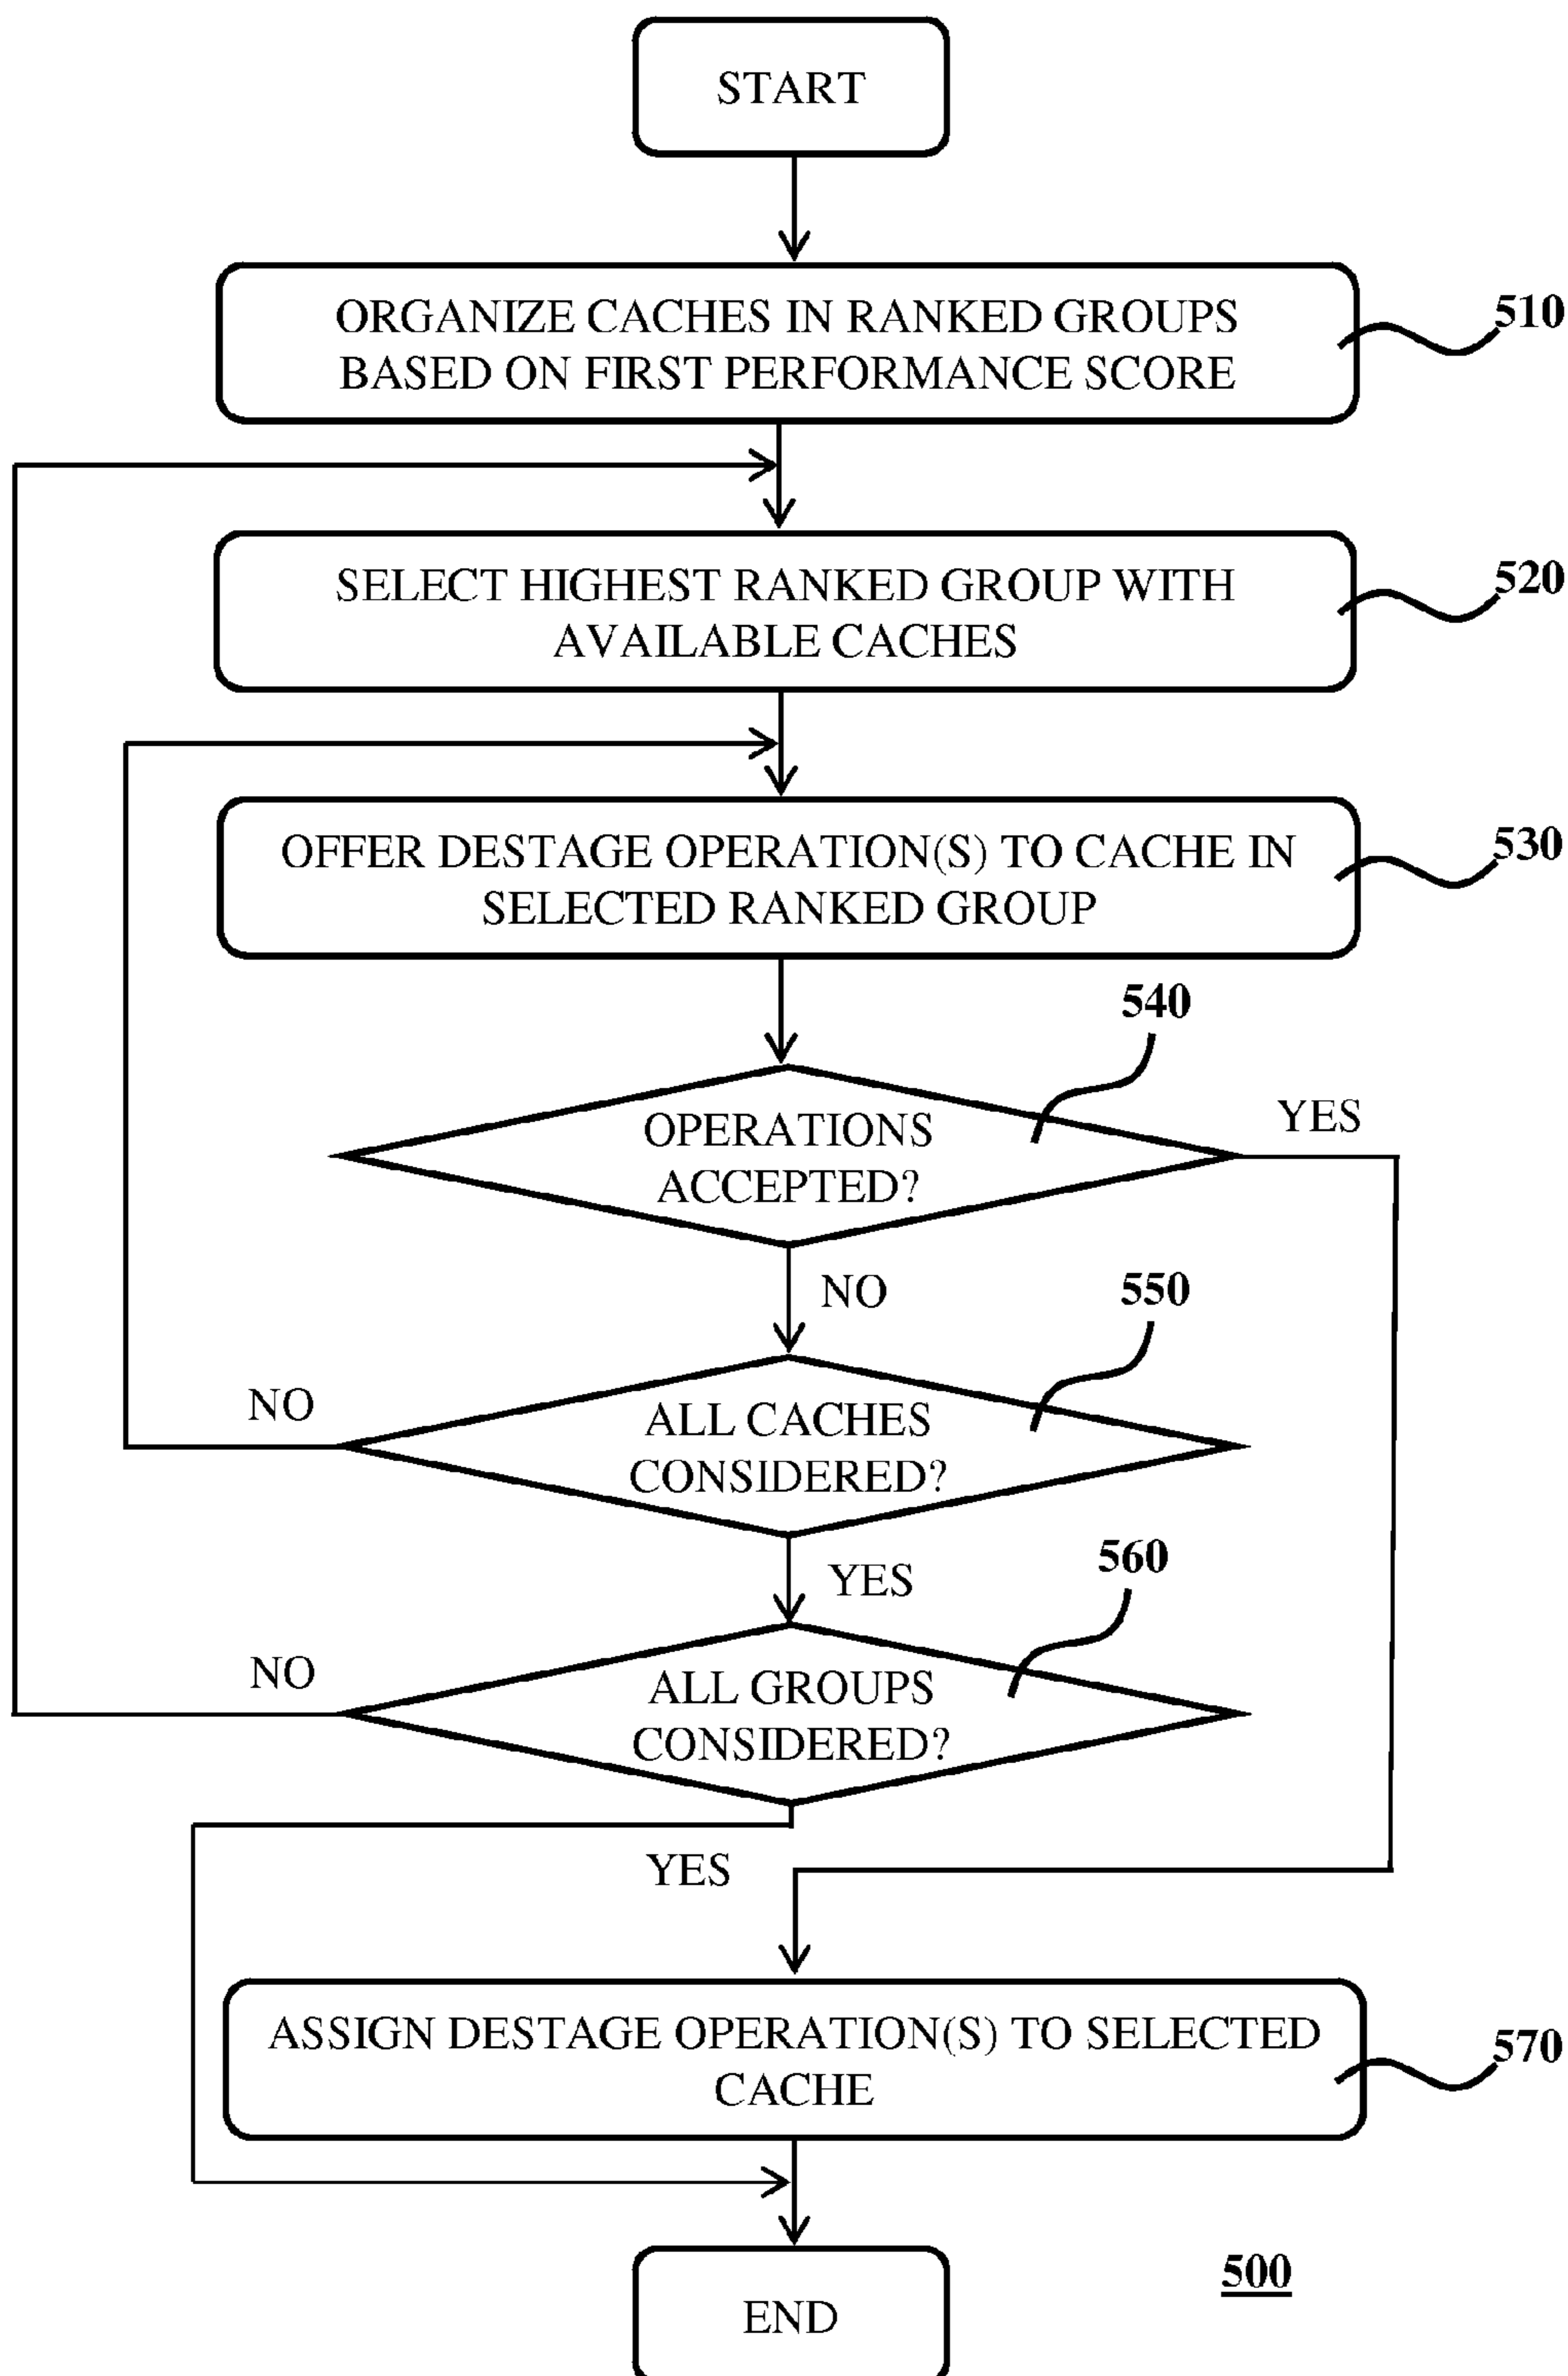 START
ORGANIZE CACHES IN RANKED GROUPS
BASED ON FIRST PERFORMANCE SCORE
510
SELECT HIGHEST RANKED GROUP WITH
AVAILABLE CACHES
520
OFFER DESTAGE OPERATION(S) TO CACHE IN
SELECTED RANKED GROUP
530
540
OPERATIONS
ACCEPTED?
YES
NO
550
ALL CACHES
CONSIDERED?
NO
YES
560
ALL GROUPS
CONSIDERED?
NO
YES
ASSIGN DESTAGE OPERATION(S) TO SELECTED
CACHE
570
500
END